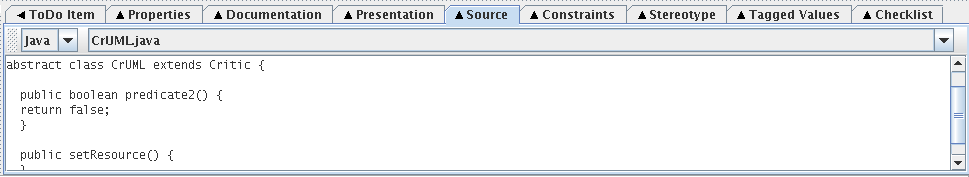 ToDo Item Properties Documentation Presentation Source Constraints Stereotype Tagged Values Checklist
Java CrUML.java
abstract class CrUML extends Critic {
public boolean predicate2() {
return false;
}
public setResource() {
}